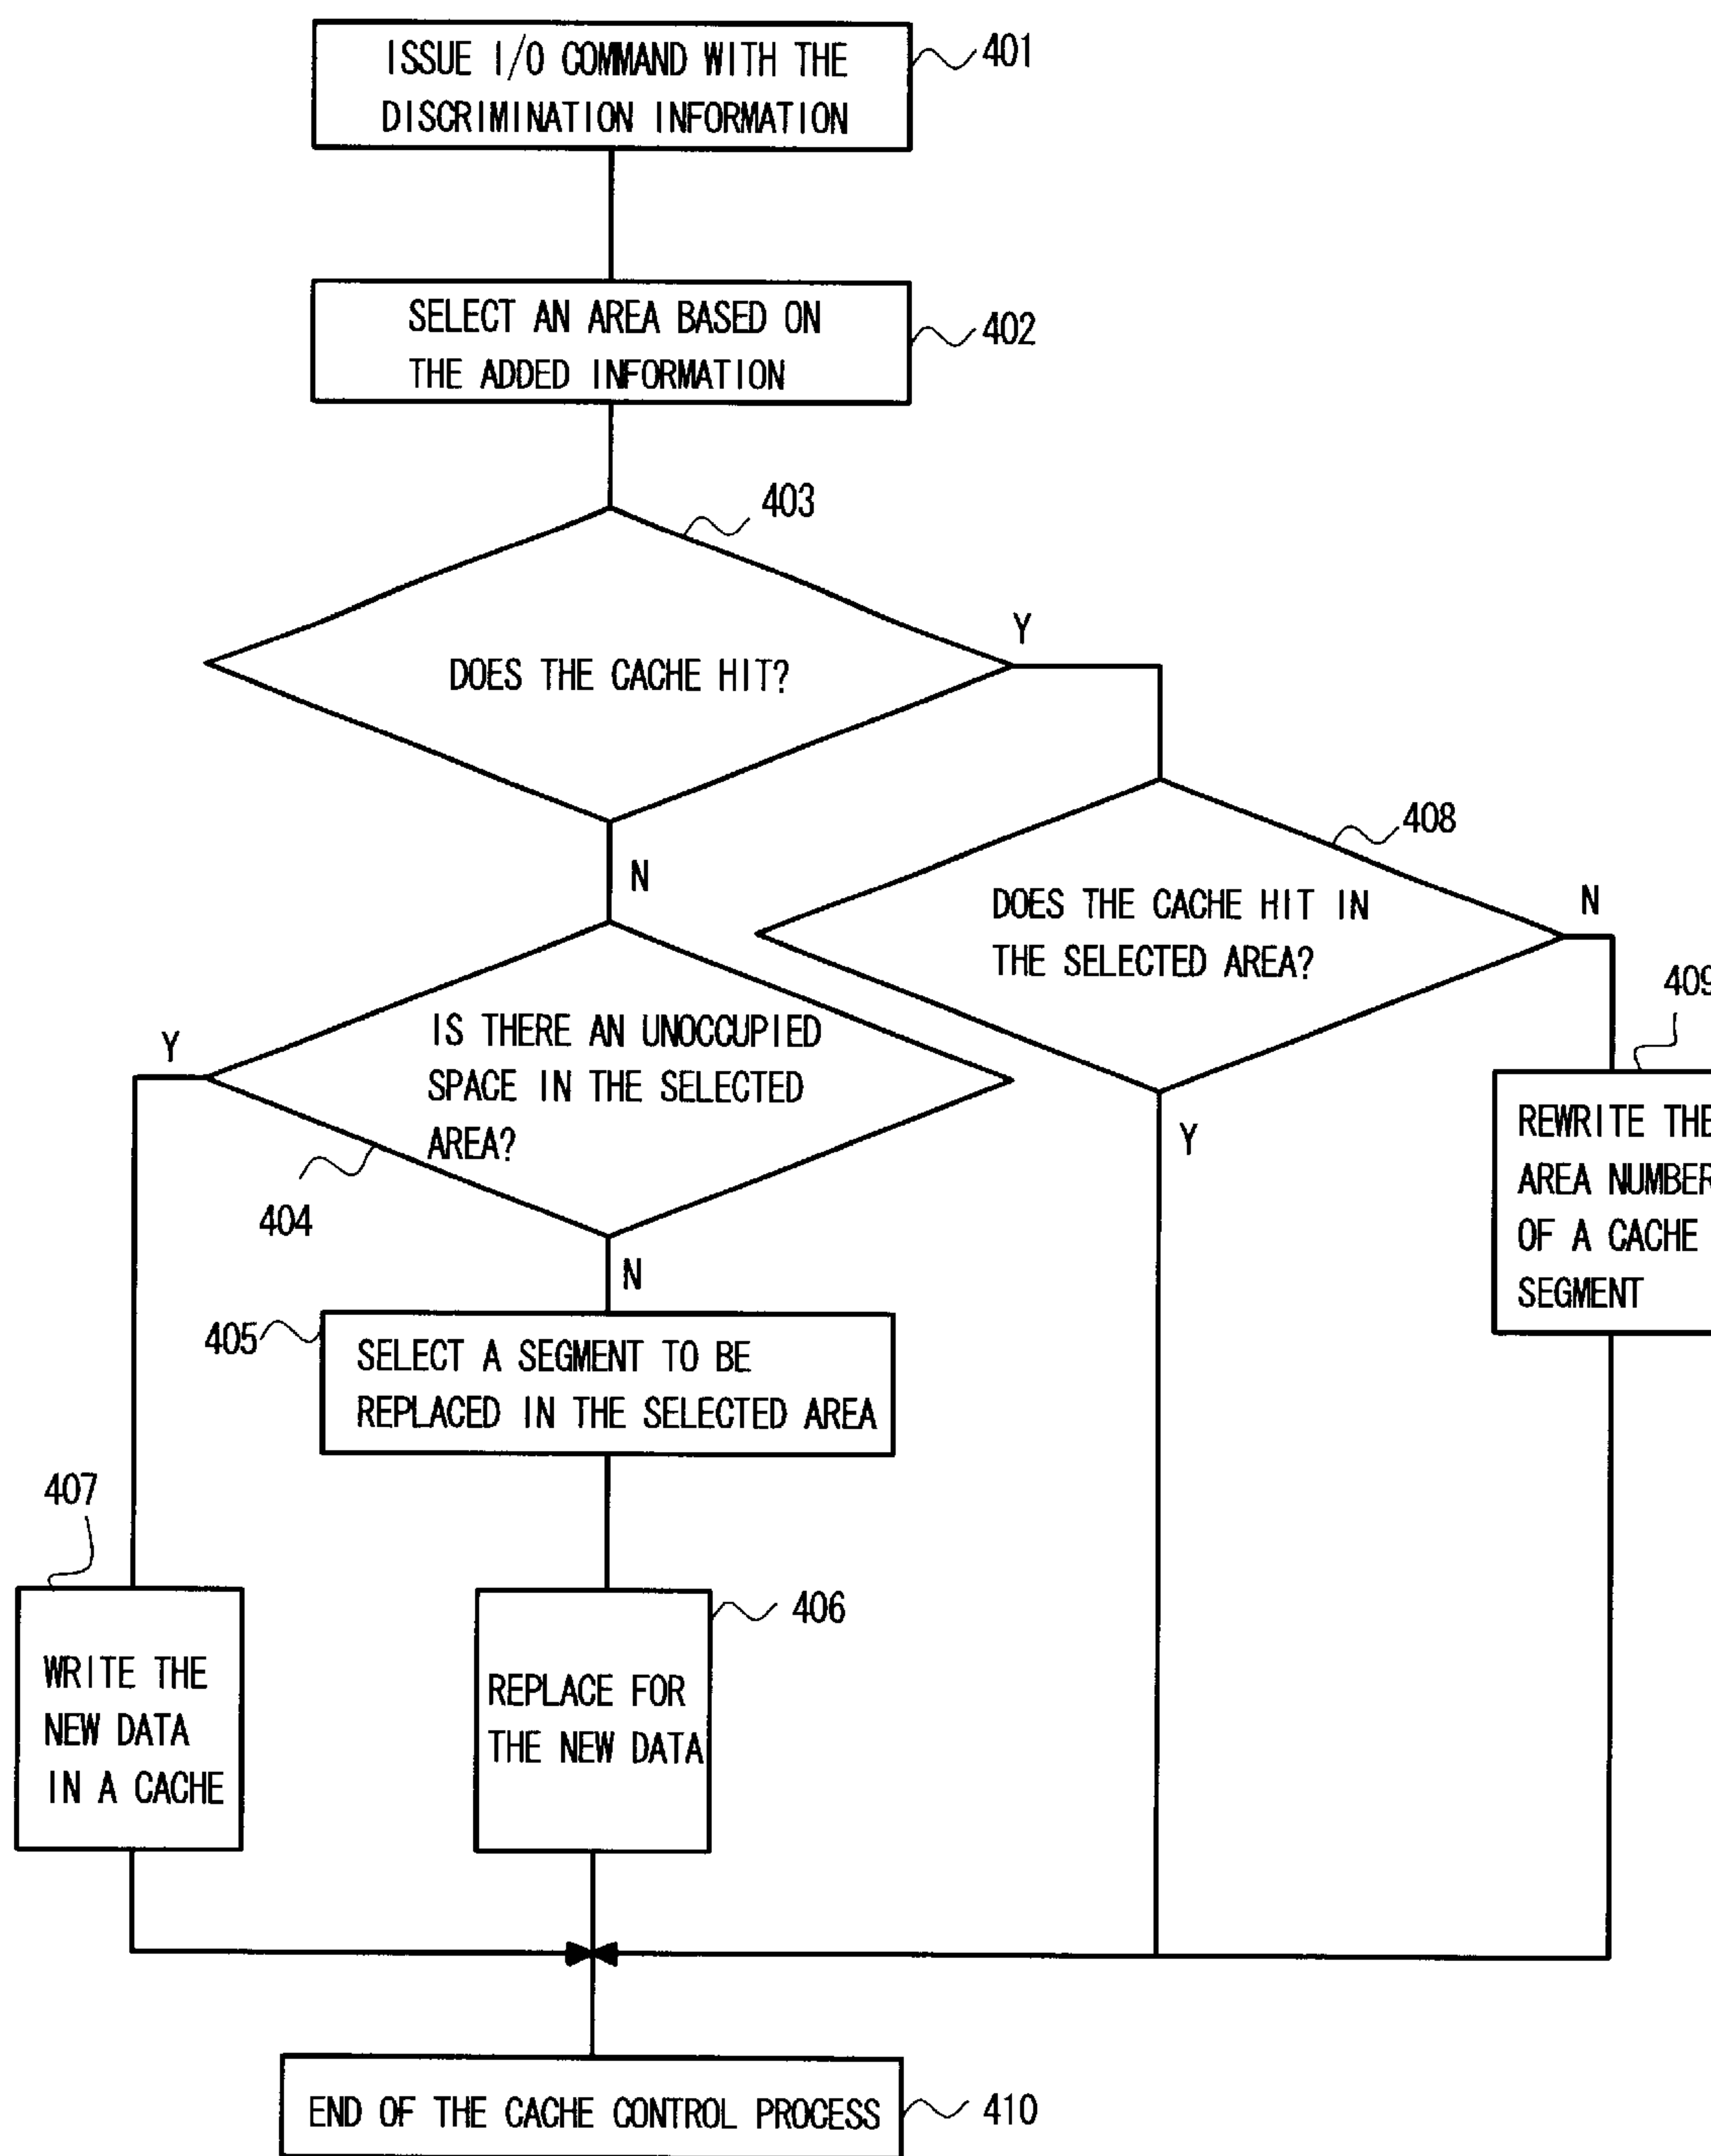 ISSUE I/O COMMAND WITH THE
DISCRIMINATION INFORMATION
401
SELECT AN AREA BASED ON
THE ADDED INFORMATION
402
403
DOES THE CACHE HIT?
Y
N
408
DOES THE CACHE HIT IN
THE SELECTED AREA?
N
Y
409
REWRITE THE
AREA NUMBER
OF A CACHE
SEGMENT
IS THERE AN UNOCCUPIED
SPACE IN THE SELECTED
AREA?
Y
404
N
405
SELECT A SEGMENT TO BE
REPLACED IN THE SELECTED AREA
407
WRITE THE
NEW DATA
IN A CACHE
406
REPLACE FOR
THE NEW DATA
END OF THE CACHE CONTROL PROCESS
410